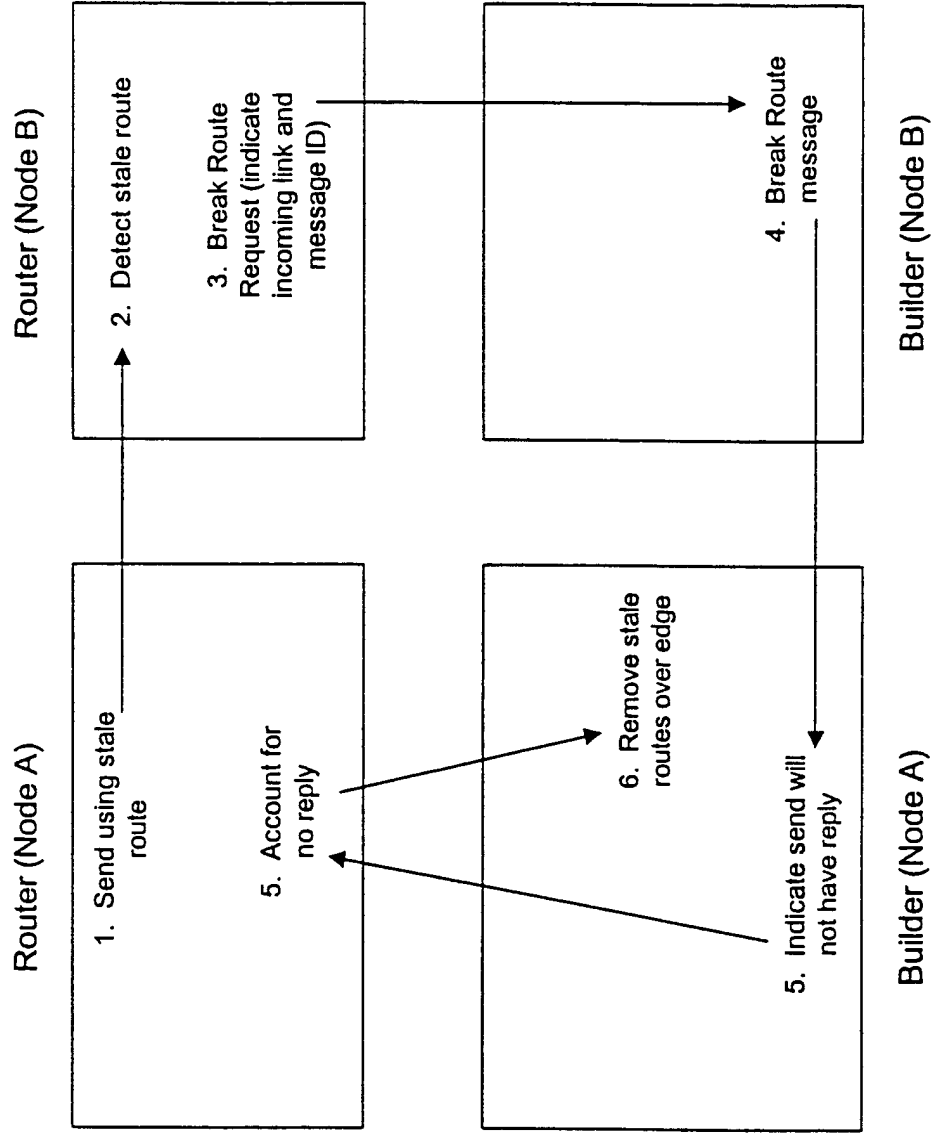 Router (Node A)
1. Send using stale
route
5. Account for
no reply
Router (Node B)
2. Detect stale route
3. Break Route
Request (indicate
incoming link and
message ID)
6. Remove stale
routes over edge
5. Indicate send will
not have reply
Builder (Node A)
4. Break Route
message
Builder (Node B)